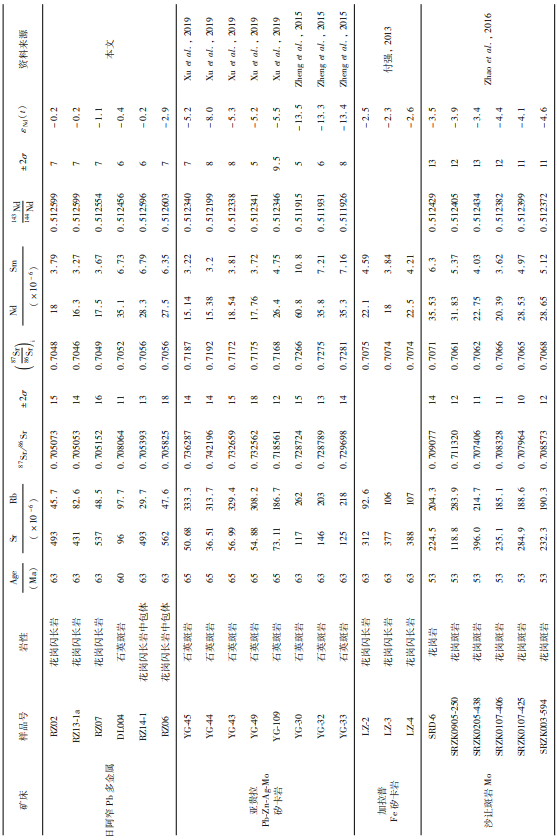 矿床 样品号 岩性 Age (Ma) Sr Rb (×10−6) 87Sr/86Sr ±2σ (87Sr/86Sr)i Nd Sm (×10−6) 143Nd/144Nd ±2σ εNd(t) 资料来源
BZ02 花岗闪长岩 63 493 45.7 0.705073 15 0.7048 18 3.79 0.512599 7 −0.2
BZ13-1a 花岗闪长岩 63 431 82.6 0.705053 14 0.7046 16.3 3.27 0.512599 7 −0.2
BZ07 花岗闪长岩 63 537 48.5 0.705152 16 0.7049 17.5 3.67 0.512554 7 −1.1
日阿窄 Pb 多金属 DL004 石英斑岩 60 96 97.7 0.708064 11 0.7052 35.1 6.73 0.512456 6 −0.4 本文
BZ14-1 花岗闪长岩中包体 63 493 29.7 0.705393 13 0.7056 28.3 6.79 0.512596 6 −0.2
BZ06 花岗闪长岩中包体 63 562 47.6 0.705825 18 0.7056 27.5 6.35 0.512603 7 −2.9
YG-45 石英斑岩 65 50.68 333.3 0.736287 14 0.7187 15.14 3.22 0.512340 7 −5.2 Xu et al., 2019
YG-44 石英斑岩 65 36.51 313.7 0.742196 14 0.7192 15.38 3.2 0.512199 8 −8.0 Xu et al., 2019
YG-43 石英斑岩 65 56.99 329.4 0.732659 15 0.7172 18.54 3.81 0.512338 8 −5.3 Xu et al., 2019
亚贵拉 Pb-Zn-Ag-Mo 矽卡岩 YG-49 石英斑岩 65 54.88 308.2 0.732562 18 0.7175 17.76 3.72 0.512341 5 −5.2 Xu et al., 2019
YG-109 石英斑岩 65 73.11 186.7 0.718561 12 0.7168 26.4 4.75 0.512346 9.5 −5.5 Xu et al., 2019
YG-30 石英斑岩 63 117 262 0.728724 15 0.7266 60.8 10.8 0.511915 5 −13.5 Zheng et al., 2015
YG-32 石英斑岩 63 146 203 0.728789 13 0.7275 35.8 7.21 0.511931 6 −13.3 Zheng et al., 2015
YG-33 石英斑岩 63 125 218 0.729698 14 0.7281 35.3 7.16 0.511926 8 −13.4 Zheng et al., 2015
LZ-2 花岗闪长岩 63 312 92.6 0.7075 22.1 4.59 −2.5
加拉普 Fe 矽卡岩 LZ-3 花岗闪长岩 63 377 106 0.7074 18 3.84 −2.3 付强, 2013
LZ-4 花岗闪长岩 63 388 107 0.7074 22.5 4.21 −2.6
SRD-6 花岗岩 53 224.5 204.3 0.709077 14 0.7071 35.53 6.3 0.512429 13 −3.5
SRZK0905-250 花岗斑岩 53 118.8 283.9 0.711320 12 0.7061 31.83 5.37 0.512405 12 −3.9
SRZK0205-438 花岗斑岩 53 396.0 214.7 0.707406 11 0.7062 22.75 4.03 0.512434 13 −3.4
沙让斑岩 Mo SRZK0107-406 花岗斑岩 53 235.1 185.1 0.708328 11 0.7066 20.39 3.62 0.512382 12 −4.4 Zhao et al., 2016
SRZK0107-425 花岗斑岩 53 284.9 188.6 0.707964 10 0.7065 28.53 4.97 0.512399 11 −4.1
SRZK003-594 花岗斑岩 53 232.3 190.3 0.708573 12 0.7068 28.65 5.12 0.512372 11 −4.6